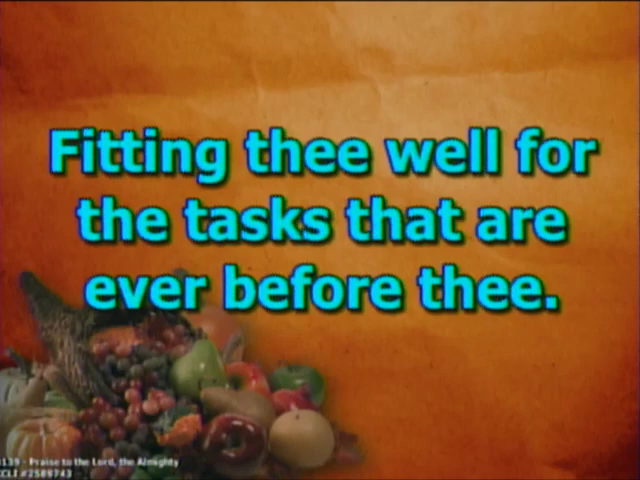 Fitting thee well for
the tasks that are
ever before thee.
139 - Praise to the Lord, the Almighty
CCLI #2589743